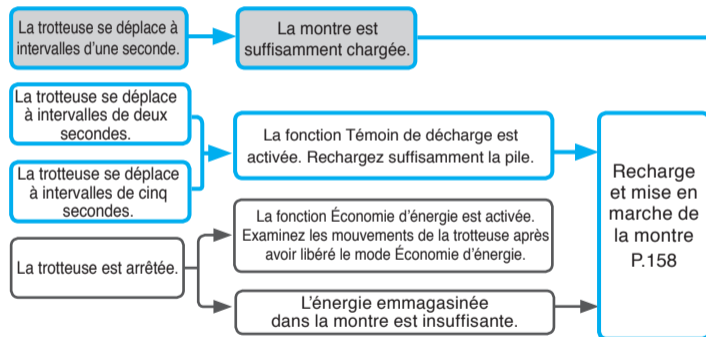 La trotteuse se déplace à
intervalles d'une seconde.
La montre est
suffisamment chargée.
La trotteuse se déplace
à intervalles de deux
secondes.
La trotteuse se déplace
à intervalles de cinq
secondes.
La fonction Témoin de décharge est
activée. Rechargez suffisamment la pile.
La trotteuse est arrêtée.
La fonction Économie d'énergie est activée.
Examinez les mouvements de la trotteuse après
avoir libéré le mode Économie d'énergie.
L'énergie emmagasinée
dans la montre est insuffisante.
Recharge
et mise en
marche de
la montre
P.158